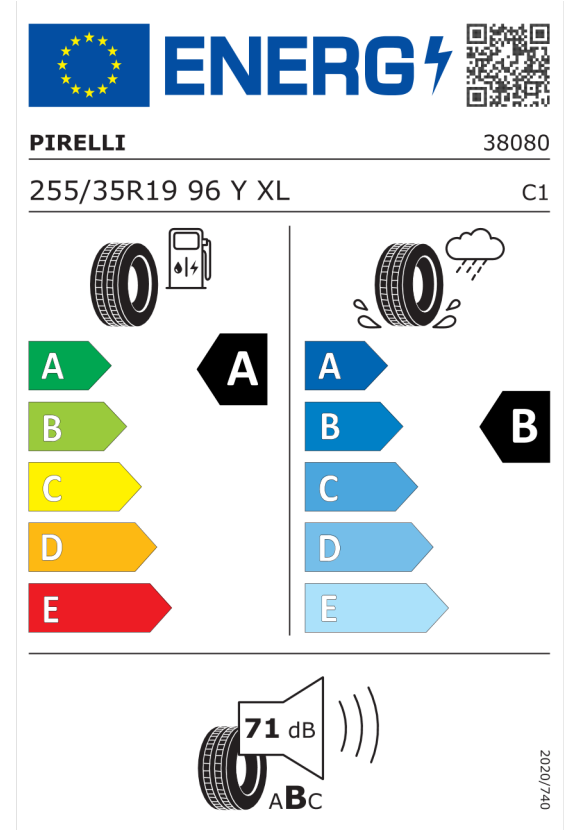 ENERG
PIRELLI 38080
255/35R19 96 Y XL C1
A A A
B B B
C C
D D
E E
71 dB
ABC
2020/740